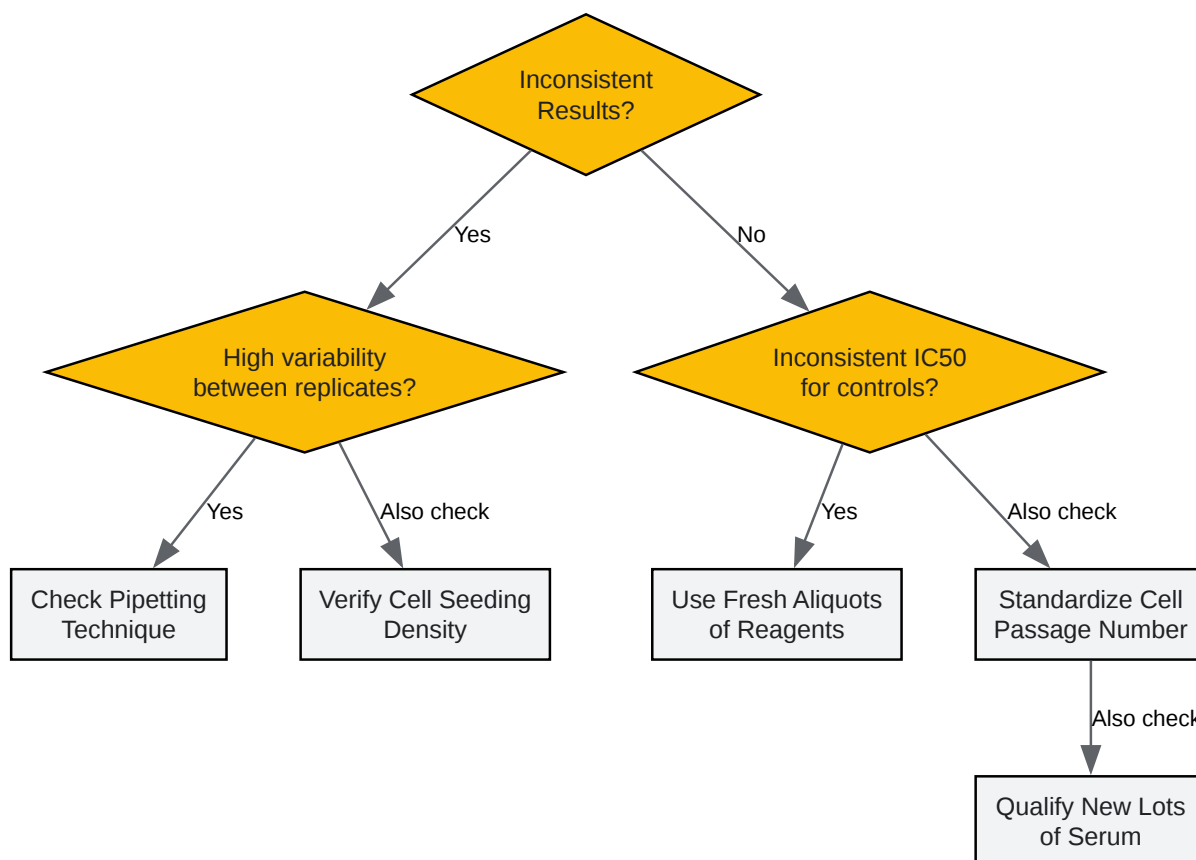 Inconsistent
Results?
Yes
No
High variability
between replicates?
Inconsistent IC50
for controls?
Yes
Also check
Yes
Also check
Check Pipetting
Technique
Verify Cell Seeding
Density
Use Fresh Aliquots
of Reagents
Standardize Cell
Passage Number
Also check
Qualify New Lots
of Serum